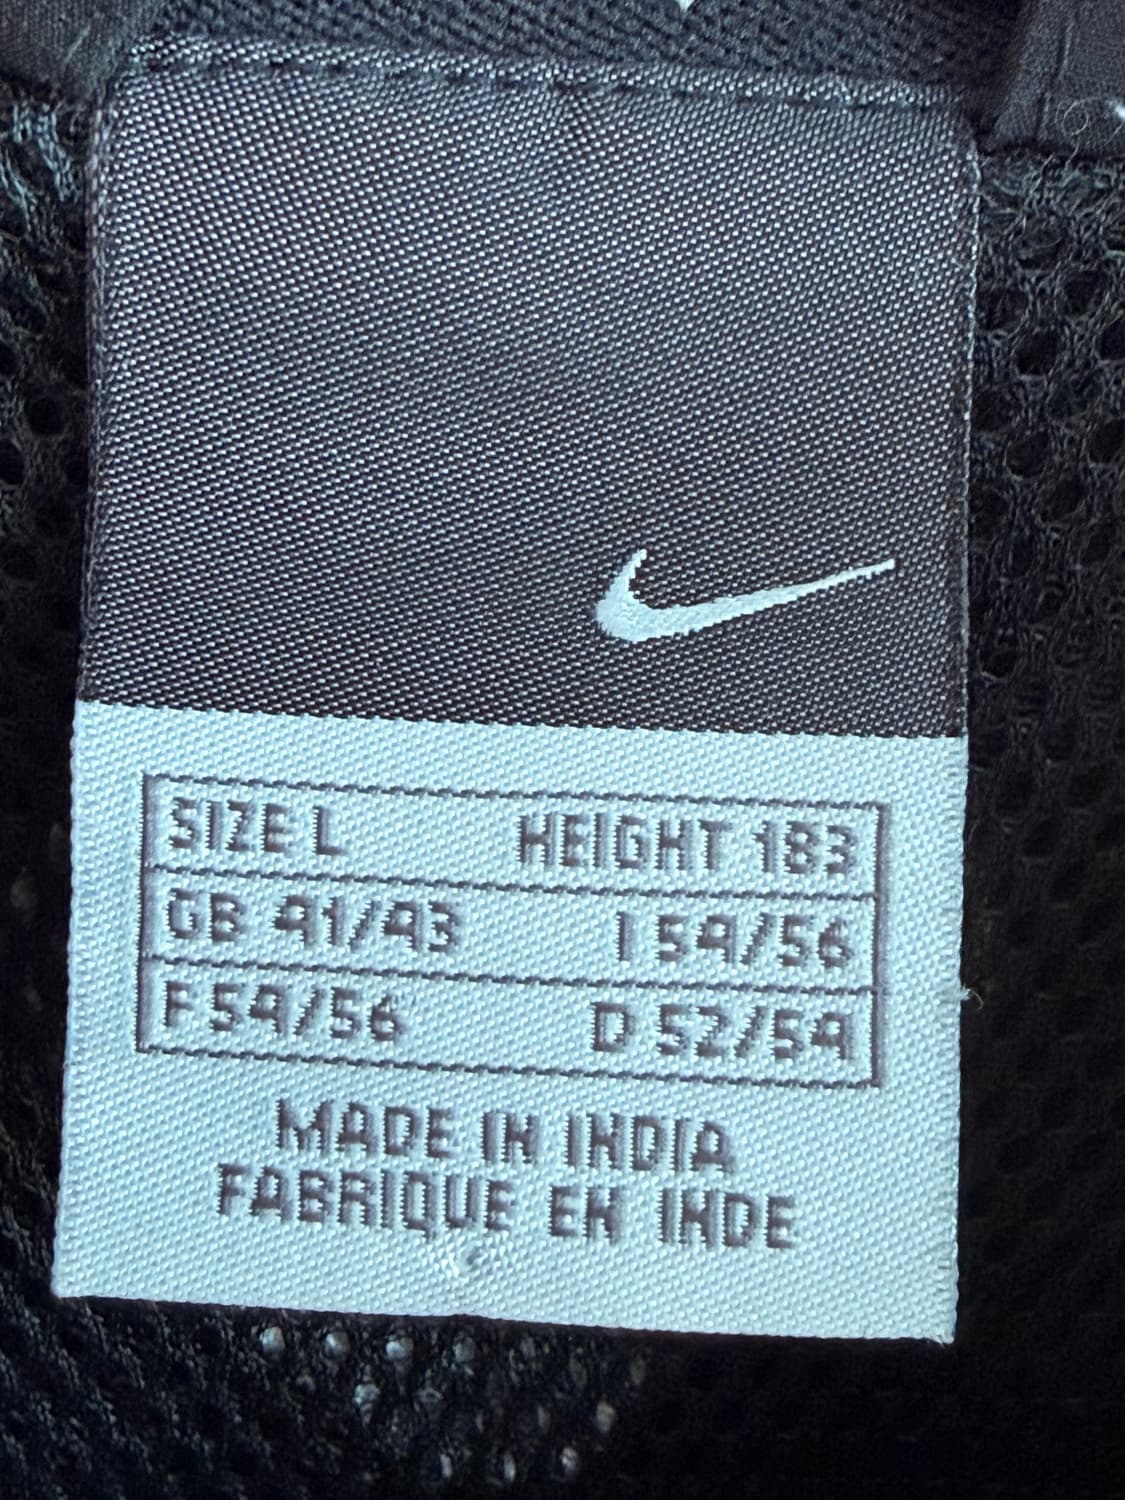 SIZE L HEIGHT 183
GB 41/43 I 54/56
F 54/56 D 52/54
MADE IN INDIA
FABRIQUE EN INDE